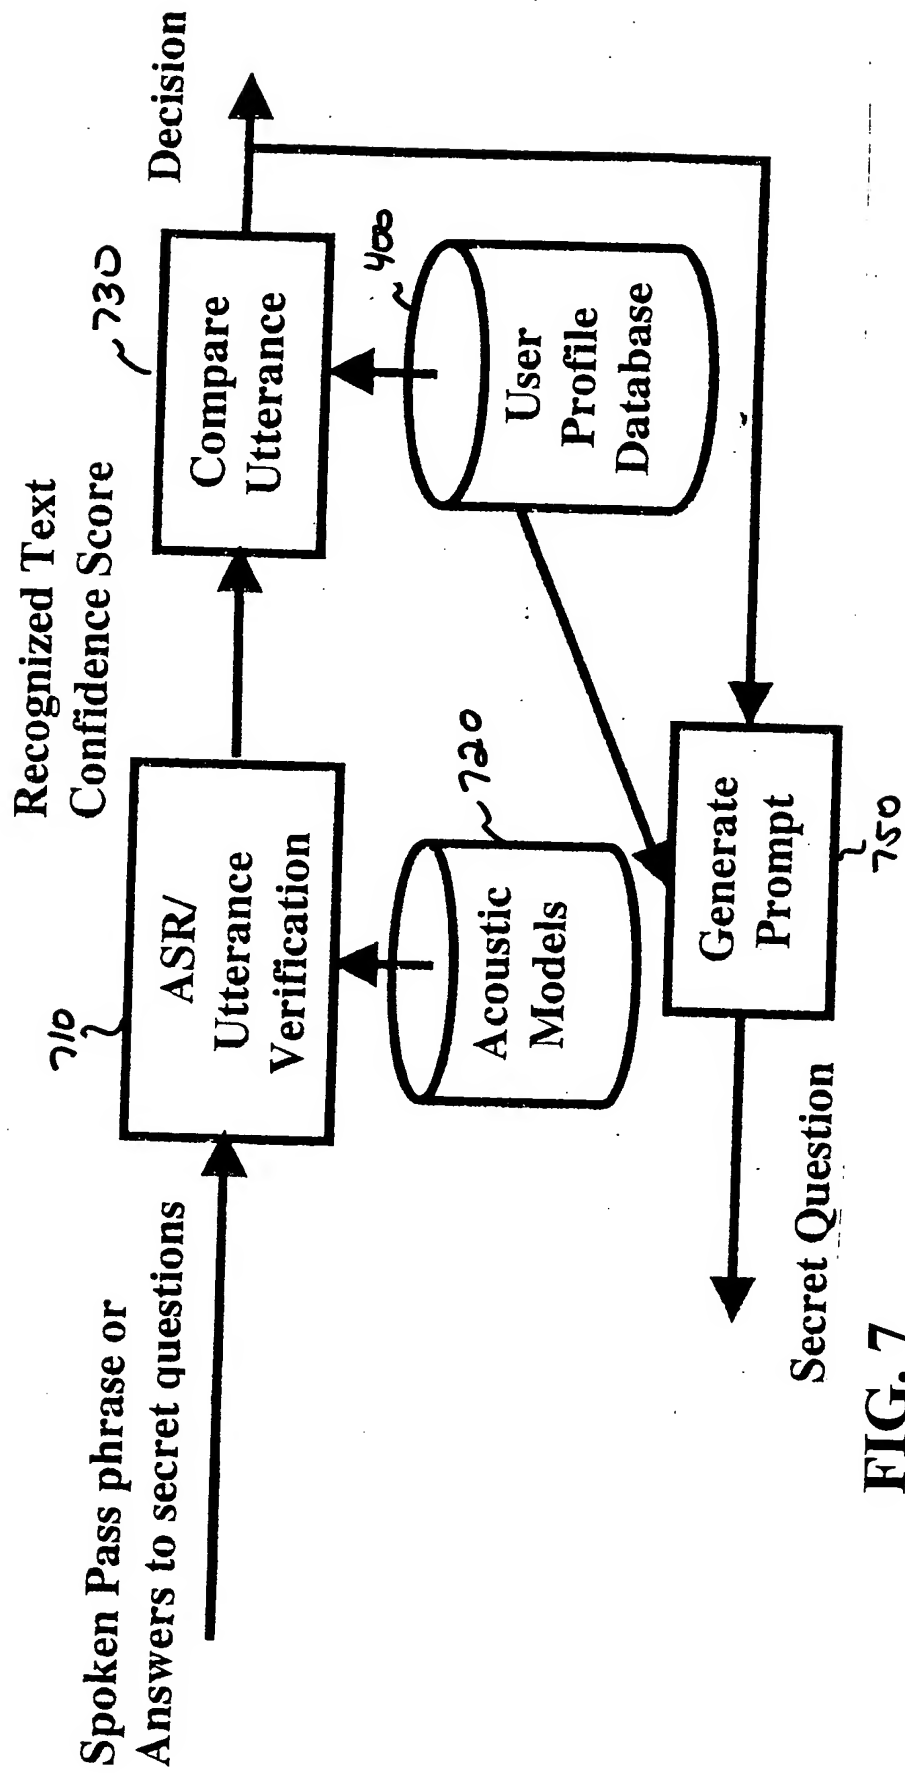 Spoken Pass phrase or
Answers to secret questions
710
ASR/
Utterance
Verification
Recognized Text
Confidence Score
730
Compare
Utterance
Decision
720
Acoustic
Models
400
User
Profile
Database
Generate
Prompt
750
Secret Question
FIG. 7